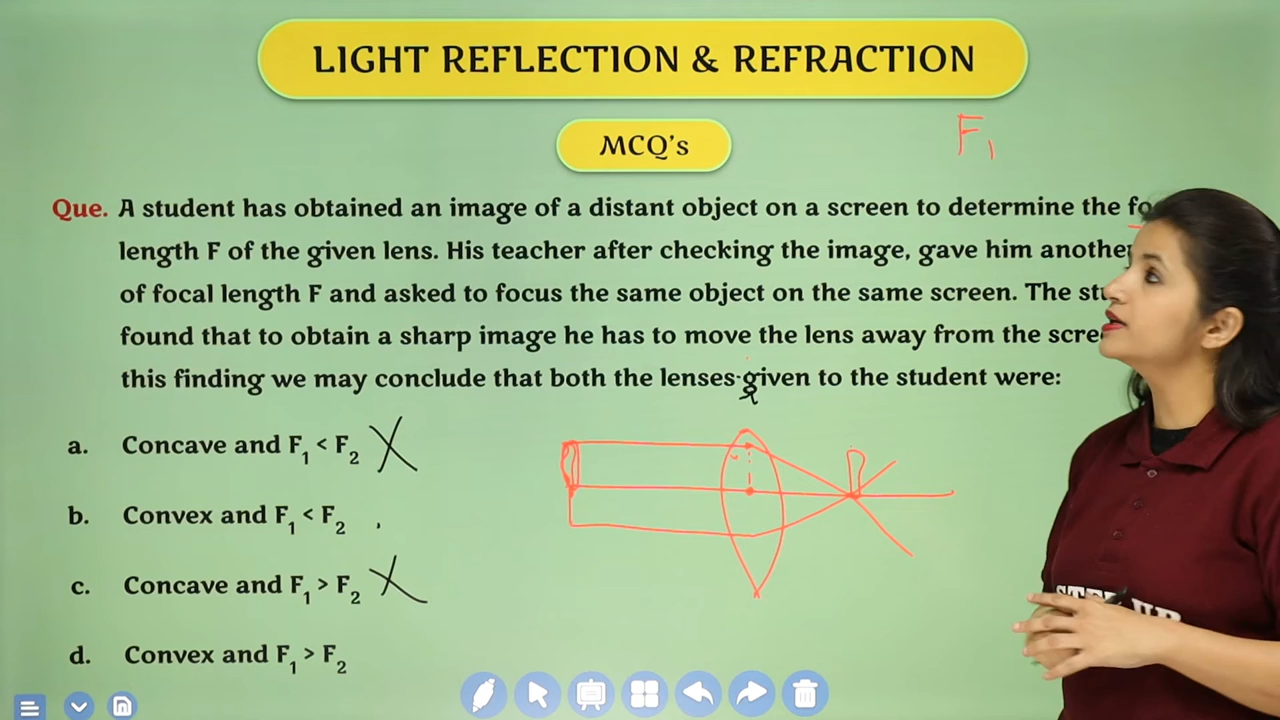 LIGHT REFLECTION & REFRACTION
MCQ's
F₁
Que. A student has obtained an image of a distant object on a screen to determine the
length F of the given lens. His teacher after checking the image, gave him another
of focal length F and asked to focus the same object on the same screen. The
found that to obtain a sharp image he has to move the lens away from the
this finding we may conclude that both the lenses given to the student were:
a. Concave and F₁ < F₂
b. Convex and F₁ < F₂
c. Concave and F₁ > F₂
d. Convex and F₁ > F₂